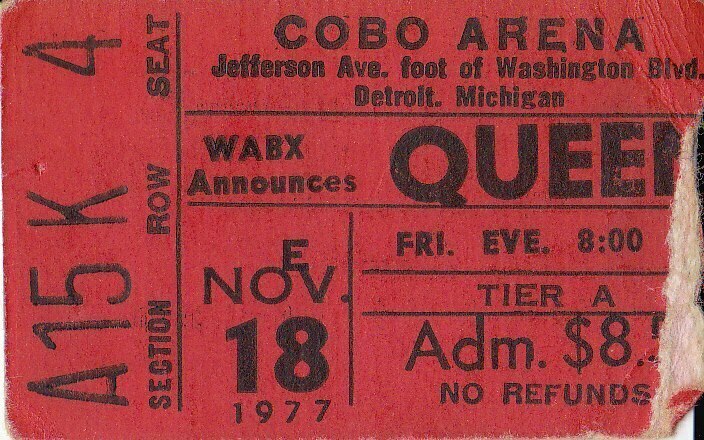 COBO ARENA
Jefferson Ave. foot of Washington Blvd.
Detroit. Michigan
WABX
Announces
QUEE
E
NOV.
18
1977
FRI. EVE. 8:00
TIER A
Adm. $8.
NO REFUNDS
SECTION ROW SEAT
A15 K 4